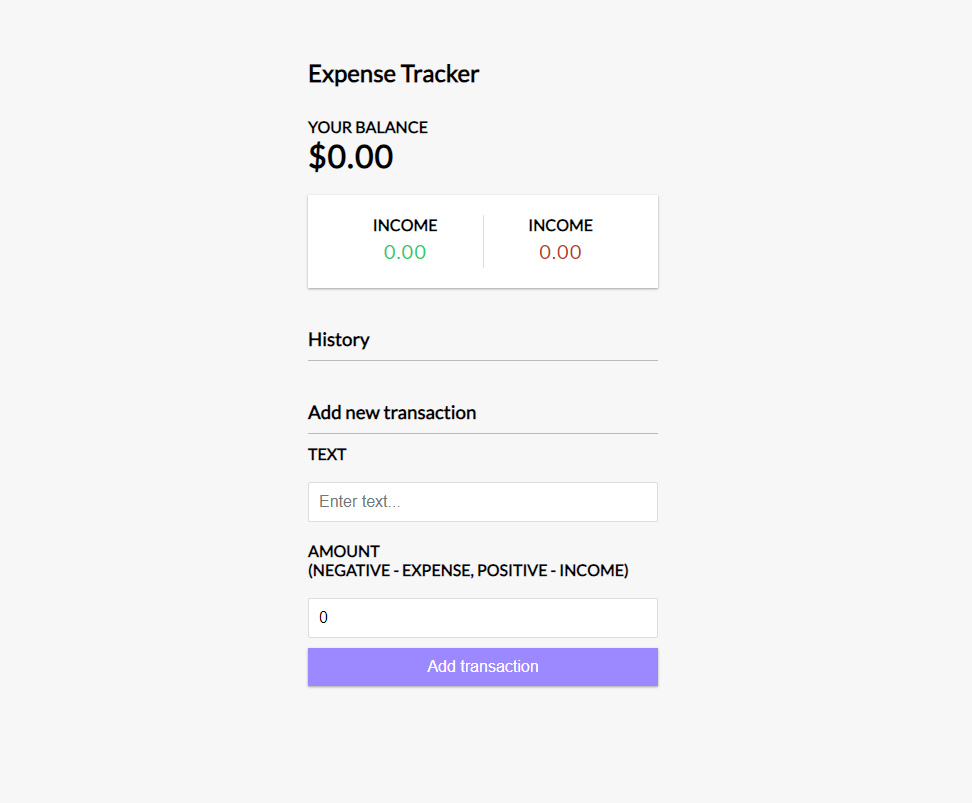 Expense Tracker
YOUR BALANCE
$0.00
INCOME INCOME
0.00 0.00
History
Add new transaction
TEXT
Enter text...
AMOUNT
(NEGATIVE - EXPENSE, POSITIVE - INCOME)
0
Add transaction